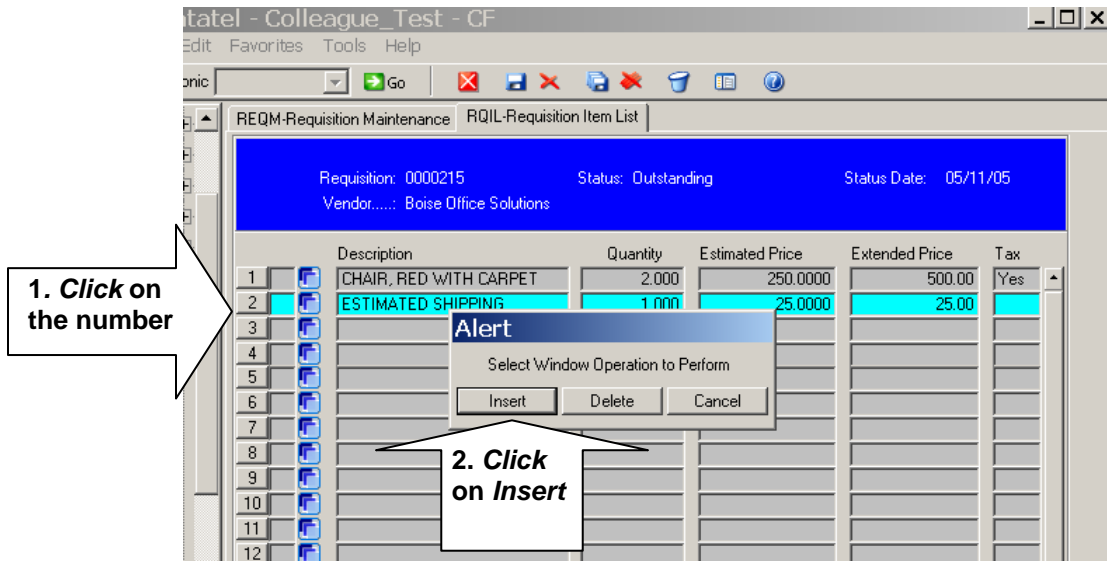 ntatel - Colleague_Test - CF
Edit Favorites Tools Help
onic Go
REQM-Requisition Maintenance RQIL-Requisition Item List
Requisition: 0000215 Status: Outstanding Status Date: 05/11/05
Vendor.....: Boise Office Solutions
Description Quantity Estimated Price Extended Price Tax
1 CHAIR, RED WITH CARPET 2.000 250.0000 500.00 Yes
2 ESTIMATED SHIPPING 1.000 25.0000 25.00
3
4
5
6
7
8
9
10
11
12
Alert
Select Window Operation to Perform
Insert Delete Cancel
1. Click on
the number
2. Click
on Insert